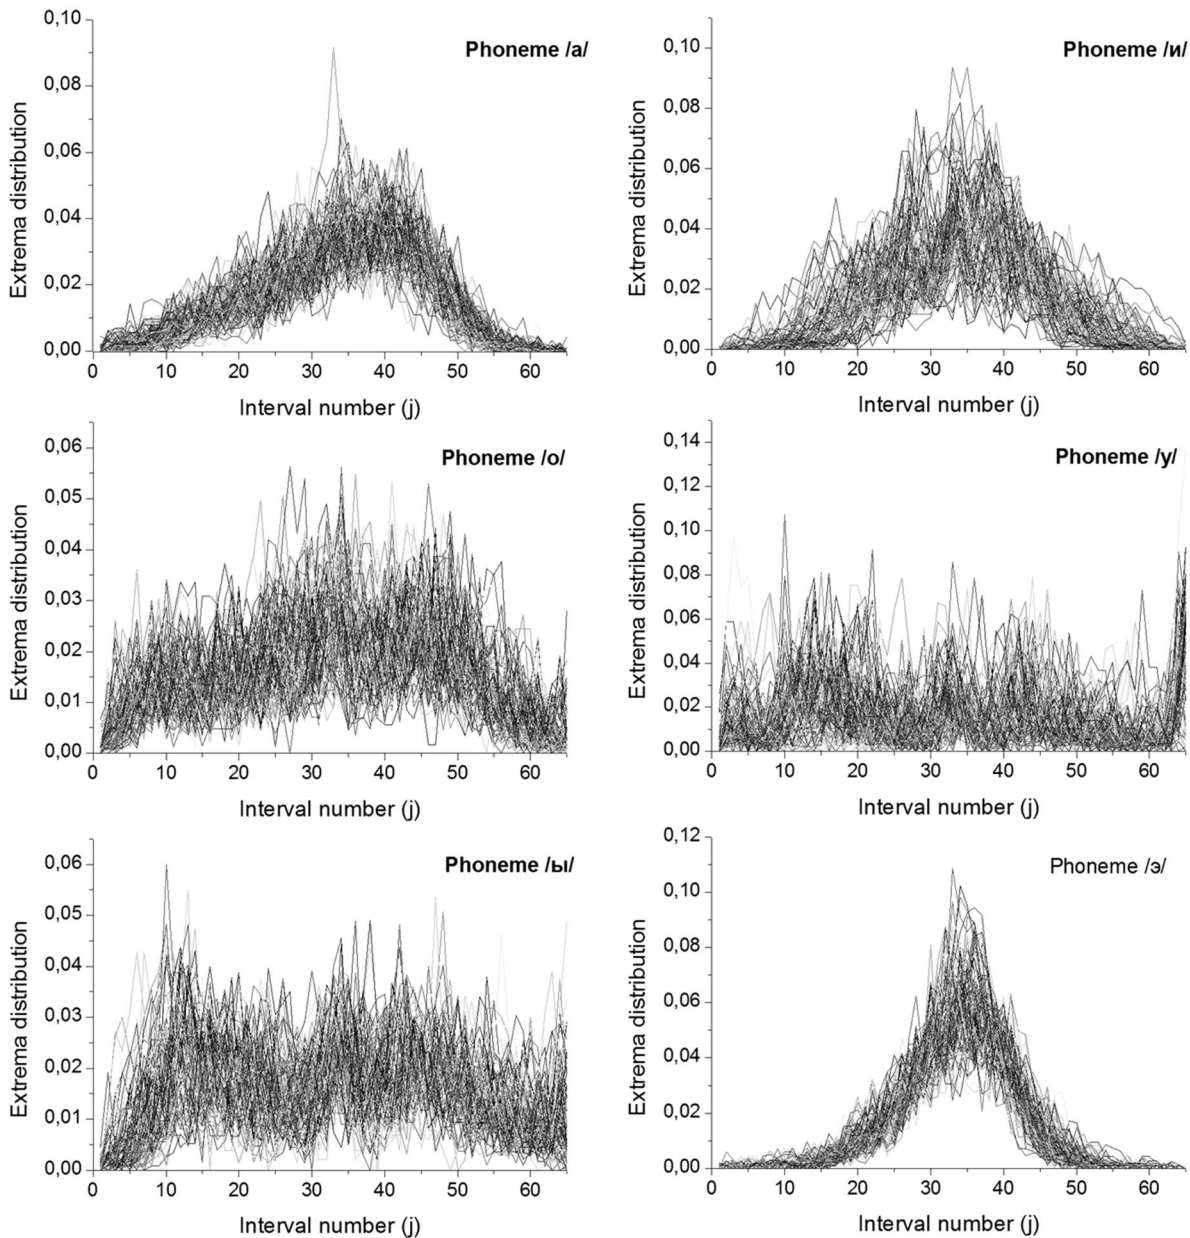 Phoneme /а/
Extrema distribution
0,10
0,08
0,06
0,04
0,02
0,00
0 10 20 30 40 50 60
Interval number (j)
Phoneme /и/
Extrema distribution
0,10
0,08
0,06
0,04
0,02
0,00
0 10 20 30 40 50 60
Interval number (j)
Phoneme /о/
Extrema distribution
0,06
0,05
0,04
0,03
0,02
0,01
0,00
0 10 20 30 40 50 60
Interval number (j)
Phoneme /у/
Extrema distribution
0,14
0,12
0,10
0,08
0,06
0,04
0,02
0,00
0 10 20 30 40 50 60
Interval number (j)
Phoneme /ы/
Extrema distribution
0,06
0,05
0,04
0,03
0,02
0,01
0,00
0 10 20 30 40 50 60
Interval number (j)
Phoneme /э/
Extrema distribution
0,12
0,10
0,08
0,06
0,04
0,02
0,00
0 10 20 30 40 50 60
Interval number (j)